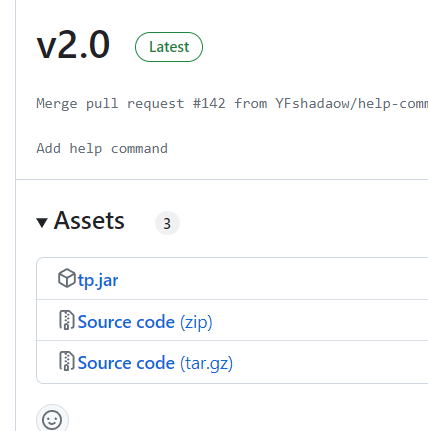 v2.0 Latest
Merge pull request #142 from YFshadaow/help-comm
Add help command
Assets 3
tp.jar
Source code (zip)
Source code (tar.gz)